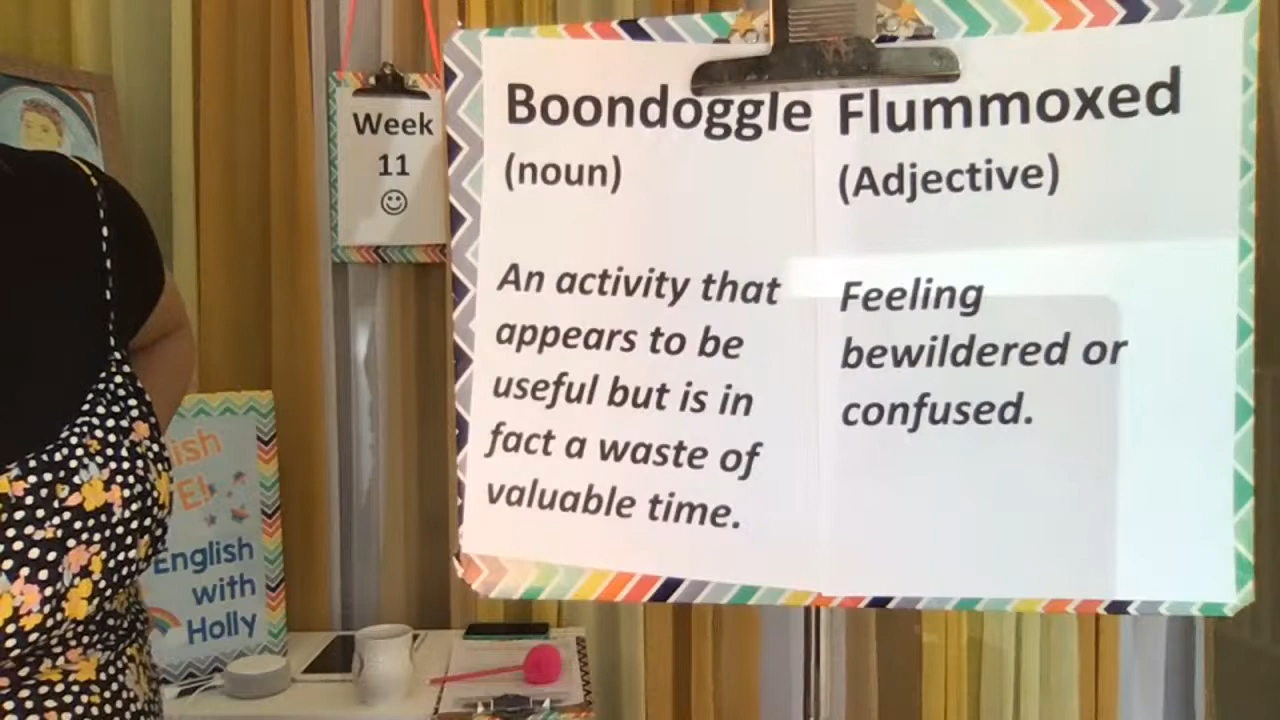 Week
11
☺
Boondoggle
(noun)
An activity that
appears to be
useful but is in
fact a waste of
valuable time.
Flummoxed
(Adjective)
Feeling
bewildered or
confused.
English
with
Holly